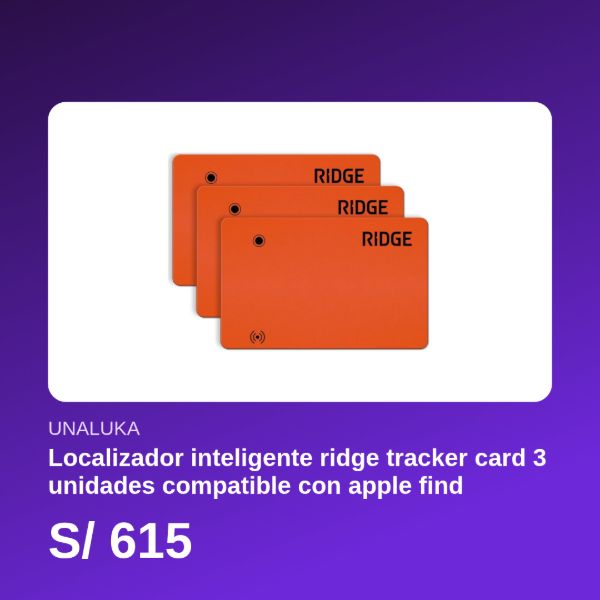 RIDGE
RIDGE
RIDGE
UNALUKA
Localizador inteligente ridge tracker card 3
unidades compatible con apple find
S/ 615